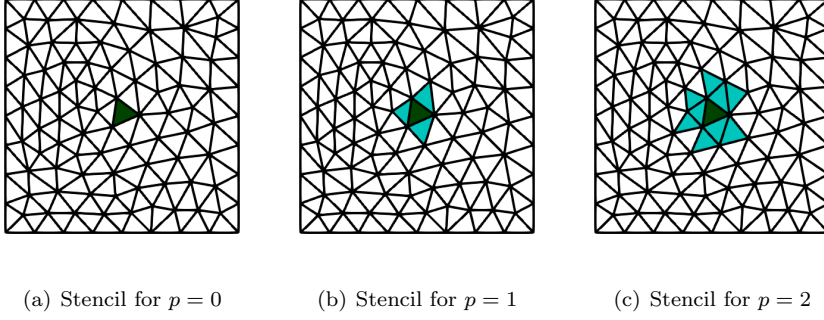 (a) Stencil for p = 0 (b) Stencil for p = 1 (c) Stencil for p = 2